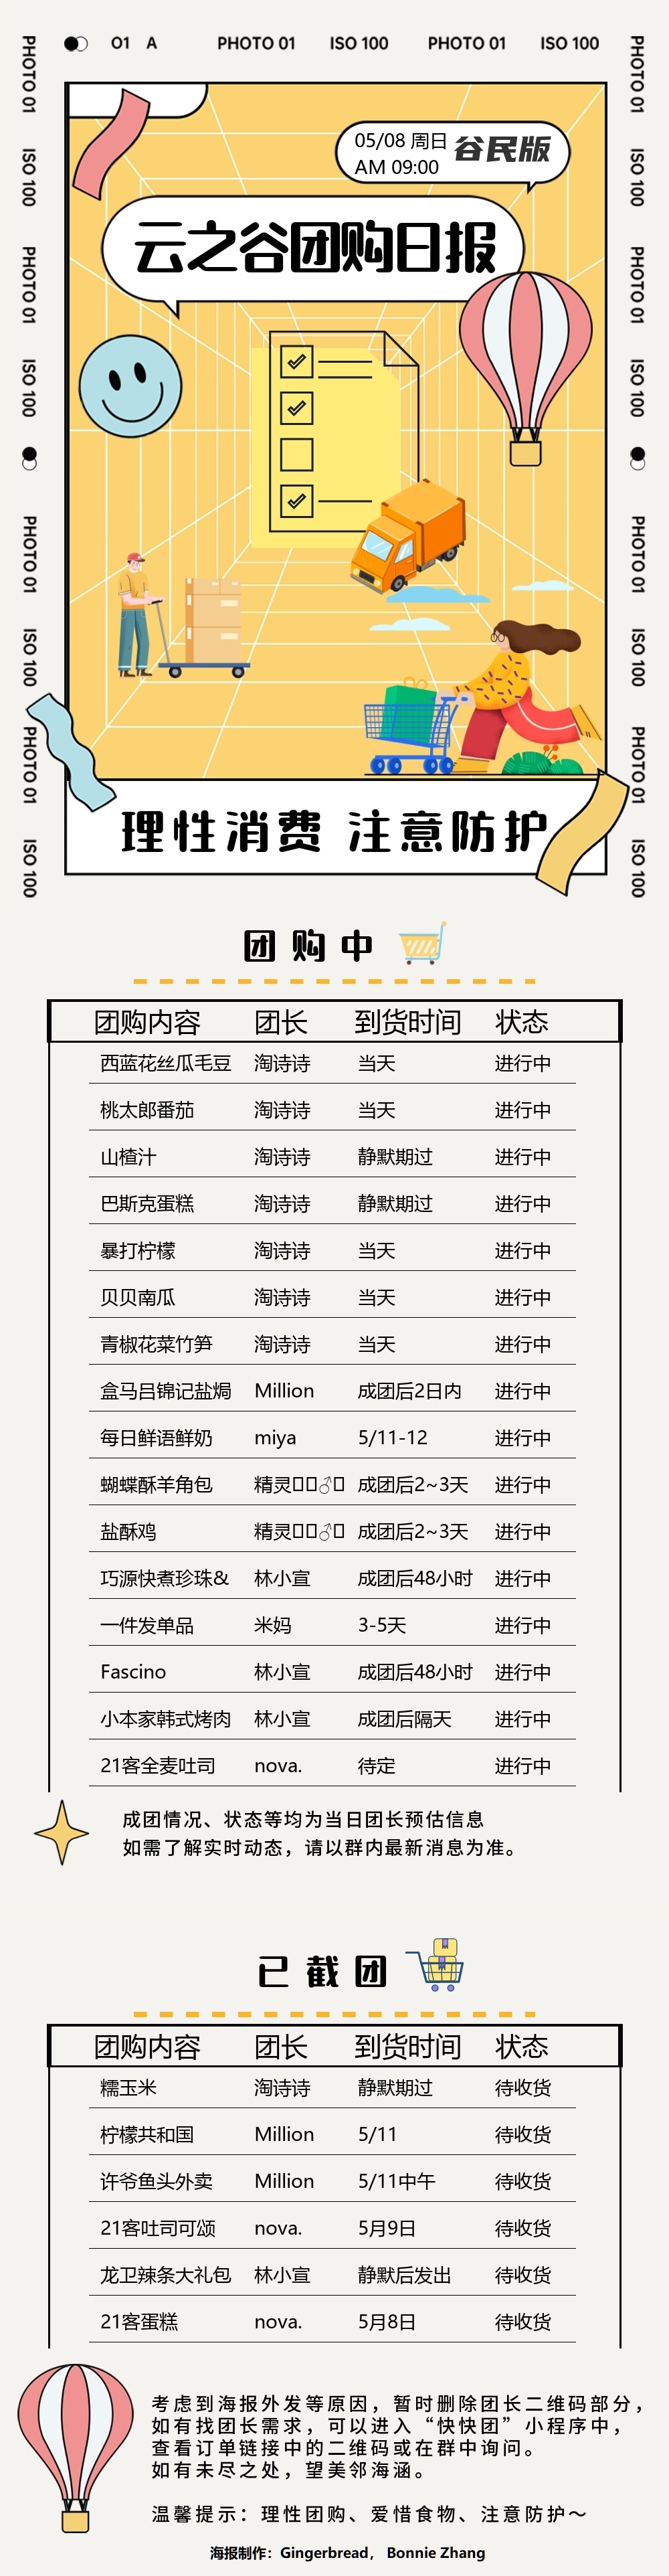 O1 A PHOTO 01 ISO 100 PHOTO 01 ISO 100
PHOTO 01
ISO 100
PHOTO 01
ISO 100
PHOTO 01
ISO 100
PHOTO 01
ISO 100
PHOTO 01
ISO 100
PHOTO 01
ISO 100
PHOTO 01
ISO 100
PHOTO 01
ISO 100
05/08 周日
AM 09:00
谷民版
云之谷团购日报
理性消费 注意防护
团购中
团购内容 团长 到货时间 状态
西蓝花丝瓜毛豆 淘诗诗 当天 进行中
桃太郎番茄 淘诗诗 当天 进行中
山楂汁 淘诗诗 静默期过 进行中
巴斯克蛋糕 淘诗诗 静默期过 进行中
暴打柠檬 淘诗诗 当天 进行中
贝贝南瓜 淘诗诗 当天 进行中
青椒花菜竹笋 淘诗诗 当天 进行中
盒马吕锦记盐焗 Million 成团后2日内 进行中
每日鲜语鲜奶 miya 5/11-12 进行中
蝴蝶酥羊角包 精灵▯▯♂▯ 成团后2~3天 进行中
盐酥鸡 精灵▯▯♂▯ 成团后2~3天 进行中
巧源快煮珍珠& 林小宣 成团后48小时 进行中
一件发单品 米妈 3-5天 进行中
Fascino 林小宣 成团后48小时 进行中
小本家韩式烤肉 林小宣 成团后隔天 进行中
21客全麦吐司 nova. 待定 进行中
成团情况、状态等均为当日团长预估信息
如需了解实时动态，请以群内最新消息为准。
已截团
团购内容 团长 到货时间 状态
糯玉米 淘诗诗 静默期过 待收货
柠檬共和国 Million 5/11 待收货
许爷鱼头外卖 Million 5/11中午 待收货
21客吐司可颂 nova. 5月9日 待收货
龙卫辣条大礼包 林小宣 静默后发出 待收货
21客蛋糕 nova. 5月8日 待收货
考虑到海报外发等原因，暂时删除团长二维码部分，
如有找团长需求，可以进入“快快团”小程序中，
查看订单链接中的二维码或在群中询问。
如有未尽之处，望美邻海涵。
温馨提示：理性团购、爱惜食物、注意防护～
海报制作：Gingerbread， Bonnie Zhang